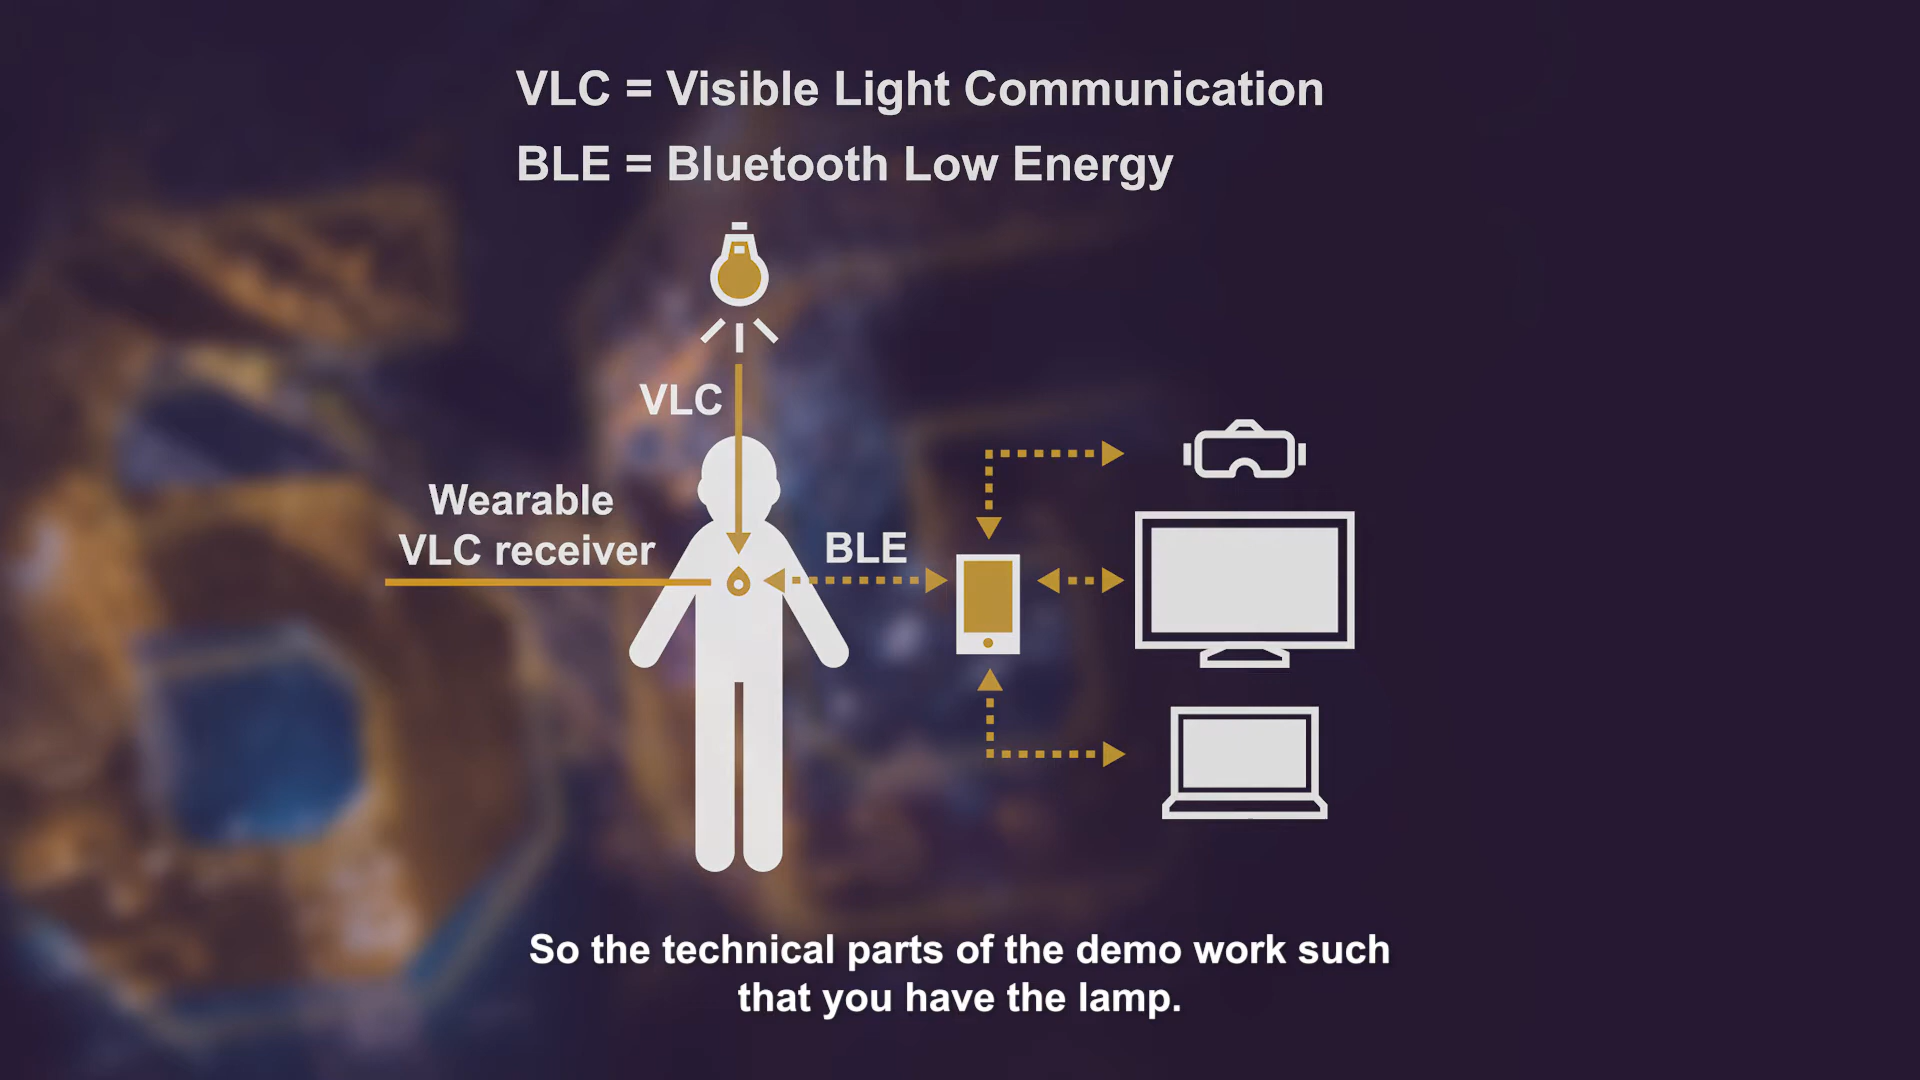 VLC = Visible Light Communication
BLE = Bluetooth Low Energy
VLC
Wearable
VLC receiver
BLE
So the technical parts of the demo work such
that you have the lamp.